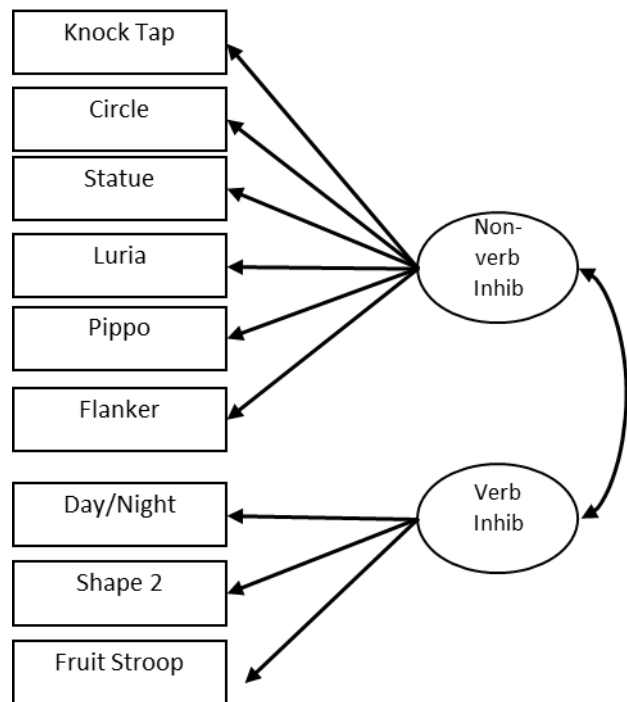 Knock Tap
Circle
Statue
Luria
Pippo
Flanker
Non-
verb
Inhib
Day/Night
Shape 2
Fruit Stroop
Verb
Inhib